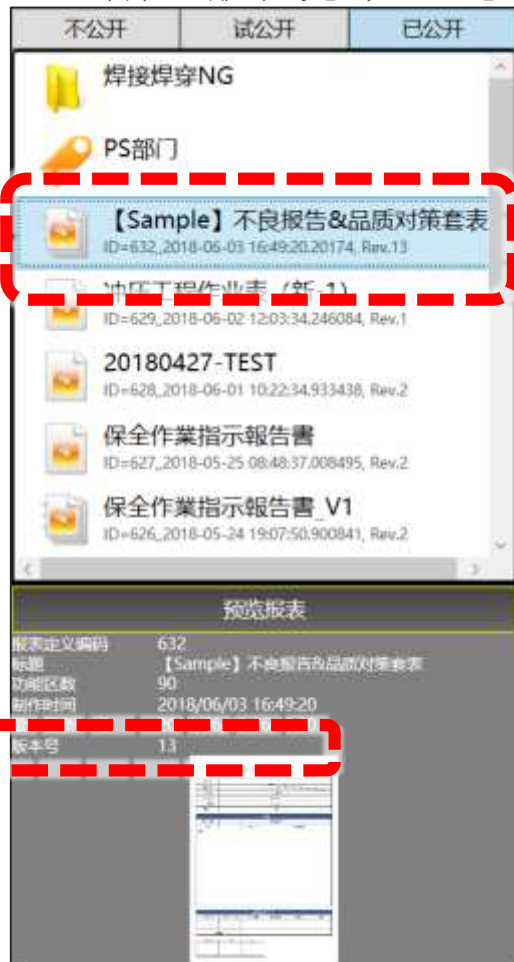 不公开 试公开 已公开
焊接焊穿NG
PS部门
【Sample】不良报告&品质对策套表
ID=632,,2018-06-03 16:49:20.20174, Rev.13
冲压工程作业表（新-1）
ID=629,,2018-06-02 12:03:34.246084, Rev.1
20180427-TEST
ID=628,,2018-06-01 10:22:34.933438, Rev.2
保全作業指示報告書
ID=627,,2018-05-25 08:48:37.008495, Rev.2
保全作業指示報告書_V1
ID=626,,2018-05-24 19:07:50.900841, Rev.2
预览报表
报表定义编码 632
标题 【Sample】不良报告&品质对策套表
功能区数 90
制作时间 2018/06/03 16:49:20
版本号 13